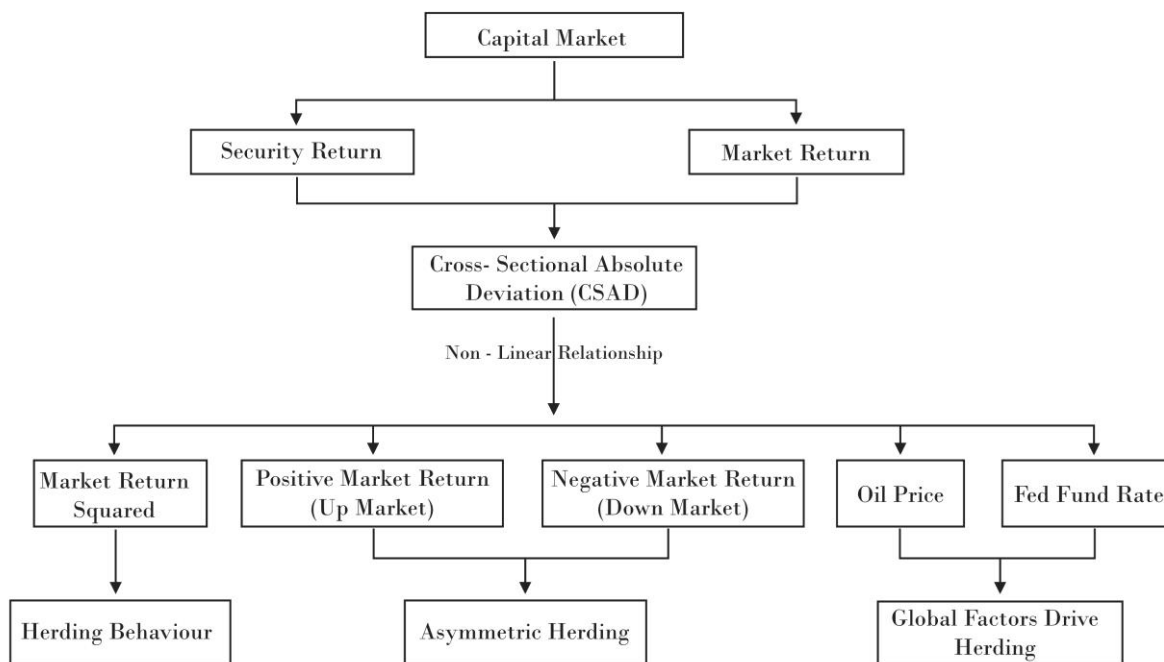 Capital Market
Security Return
Market Return
Cross- Sectional Absolute
Deviation (CSAD)
Non - Linear Relationship
Market Return
Squared
Positive Market Return
(Up Market)
Negative Market Return
(Down Market)
Oil Price
Fed Fund Rate
Herding Behaviour
Asymmetric Herding
Global Factors Drive
Herding